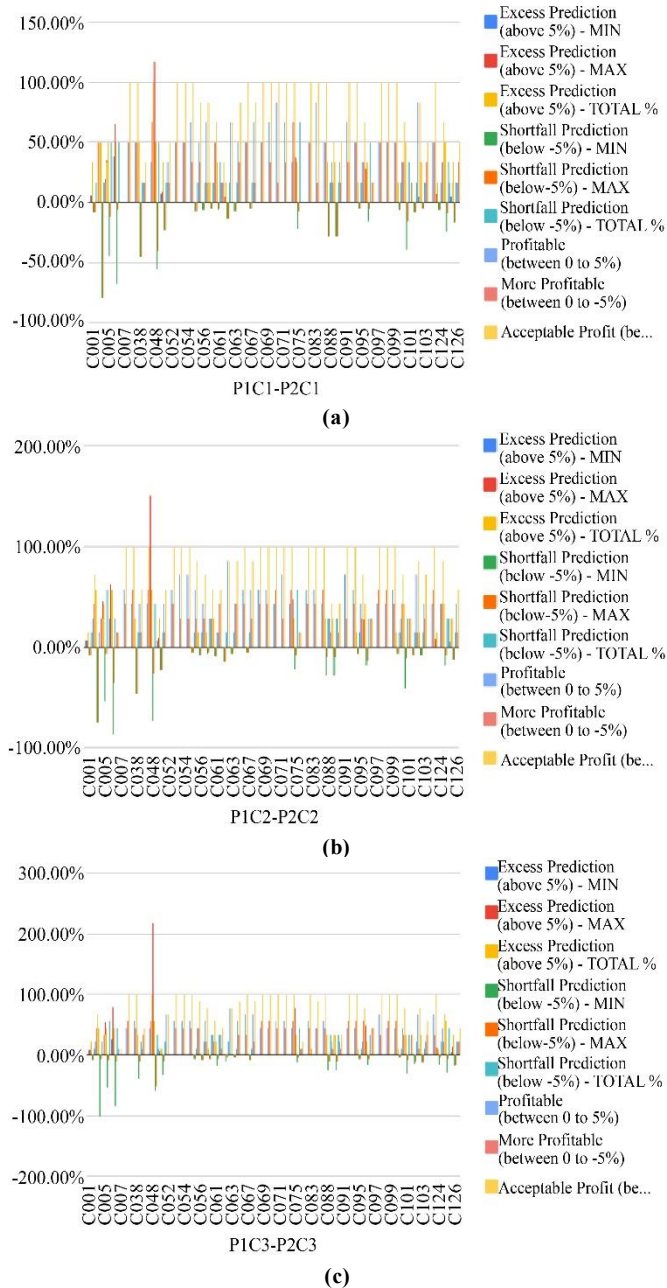 150.00%
100.00%
50.00%
0.00%
-50.00%
-100.00%
C001
C005
C007
C038
C048
C052
C054
C056
C061
C063
C067
C069
C071
C075
C083
C088
C091
C095
C097
C099
C101
C103
C124
C126
P1C1-P2C1
Excess Prediction
(above 5%) - MIN
Excess Prediction
(above 5%) - MAX
Excess Prediction
(above 5%) - TOTAL %
Shortfall Prediction
(below -5%) - MIN
Shortfall Prediction
(below-5%) - MAX
Shortfall Prediction
(below -5%) - TOTAL %
Profitable
(between 0 to 5%)
More Profitable
(between 0 to -5%)
Acceptable Profit (be...
(a)
200.00%
100.00%
0.00%
-100.00%
C001
C005
C007
C038
C048
C052
C054
C056
C061
C063
C067
C069
C071
C075
C083
C088
C091
C095
C097
C099
C101
C103
C124
C126
P1C2-P2C2
Excess Prediction
(above 5%) - MIN
Excess Prediction
(above 5%) - MAX
Excess Prediction
(above 5%) - TOTAL %
Shortfall Prediction
(below -5%) - MIN
Shortfall Prediction
(below-5%) - MAX
Shortfall Prediction
(below -5%) - TOTAL %
Profitable
(between 0 to 5%)
More Profitable
(between 0 to -5%)
Acceptable Profit (be...
(b)
300.00%
200.00%
100.00%
0.00%
-100.00%
-200.00%
C001
C005
C007
C038
C048
C052
C054
C056
C061
C063
C067
C069
C071
C075
C083
C088
C091
C095
C097
C099
C101
C103
C124
C126
P1C3-P2C3
Excess Prediction
(above 5%) - MIN
Excess Prediction
(above 5%) - MAX
Excess Prediction
(above 5%) - TOTAL %
Shortfall Prediction
(below -5%) - MIN
Shortfall Prediction
(below-5%) - MAX
Shortfall Prediction
(below -5%) - TOTAL %
Profitable
(between 0 to 5%)
More Profitable
(between 0 to -5%)
Acceptable Profit (be...
(c)